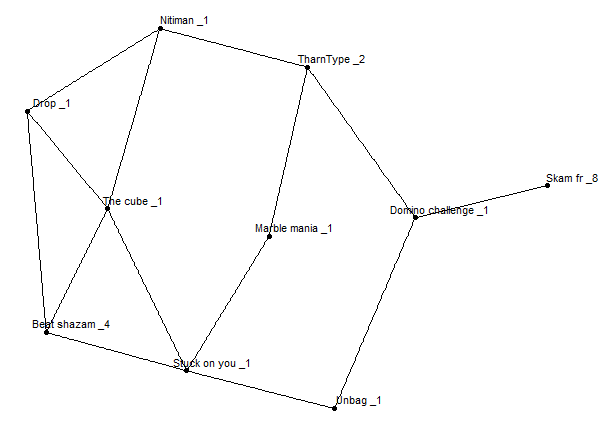 Nitiman _1
TharnType _2
Drop _1
Skam fr _8
The cube _1
Domino challenge _1
Marble mania _1
Beat shazam _4
Stuck on you _1
Unbag _1